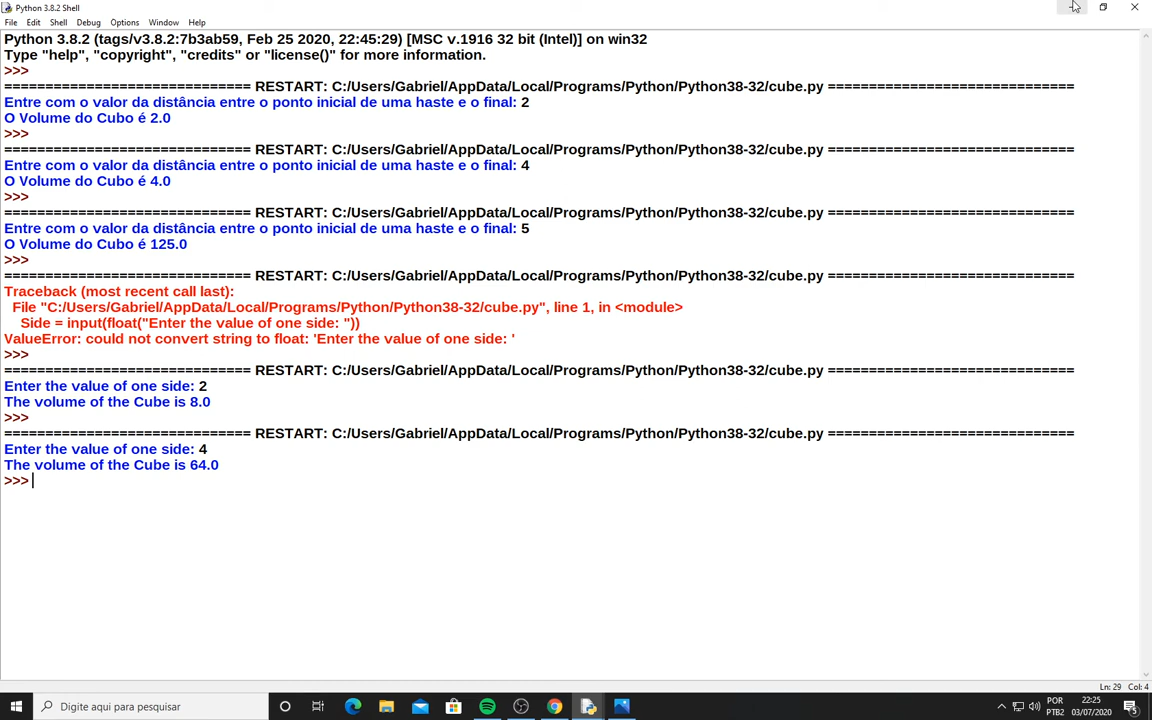 Python 3.8.2 Shell
File Edit Shell Debug Options Window Help
Python 3.8.2 (tags/v3.8.2:7b3ab59, Feb 25 2020, 22:45:29) [MSC v.1916 32 bit (Intel)] on win32
Type "help", "copyright", "credits" or "license()" for more information.
>>>
============================== RESTART: C:/Users/Gabriel/AppData/Local/Programs/Python/Python38-32/cube.py ==============================
Entre com o valor da distância entre o ponto inicial de uma haste e o final: 2
O Volume do Cubo é 2.0
>>>
============================== RESTART: C:/Users/Gabriel/AppData/Local/Programs/Python/Python38-32/cube.py ==============================
Entre com o valor da distância entre o ponto inicial de uma haste e o final: 4
O Volume do Cubo é 4.0
>>>
============================== RESTART: C:/Users/Gabriel/AppData/Local/Programs/Python/Python38-32/cube.py ==============================
Entre com o valor da distância entre o ponto inicial de uma haste e o final: 5
O Volume do Cubo é 125.0
>>>
============================== RESTART: C:/Users/Gabriel/AppData/Local/Programs/Python/Python38-32/cube.py ==============================
Traceback (most recent call last):
File "C:/Users/Gabriel/AppData/Local/Programs/Python/Python38-32/cube.py", line 1, in <module>
Side = input(float("Enter the value of one side: "))
ValueError: could not convert string to float: 'Enter the value of one side: '
>>>
============================== RESTART: C:/Users/Gabriel/AppData/Local/Programs/Python/Python38-32/cube.py ==============================
Enter the value of one side: 2
The volume of the Cube is 8.0
>>>
============================== RESTART: C:/Users/Gabriel/AppData/Local/Programs/Python/Python38-32/cube.py ==============================
Enter the value of one side: 4
The volume of the Cube is 64.0
>>>
Ln: 29 Col: 4
Digite aqui para pesquisar
POR 22:25
PTB2 03/07/2020 5